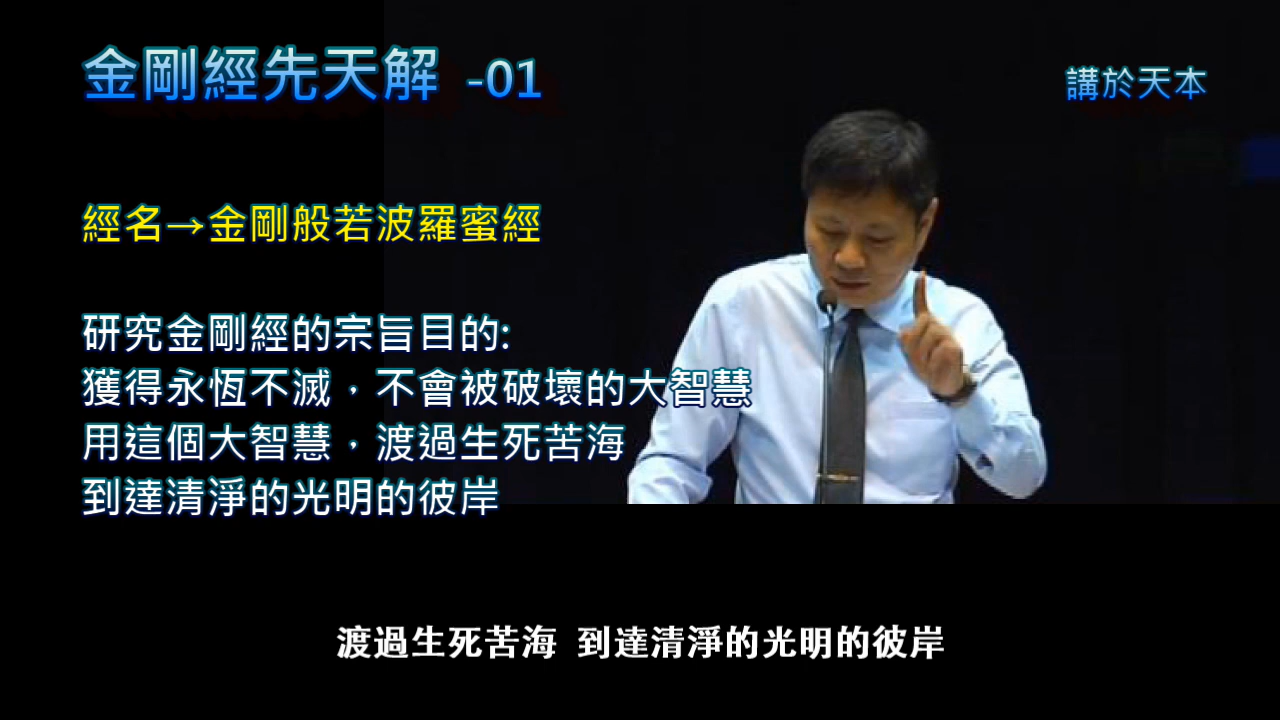 金剛經先天解 -01
講於天本
經名→金剛般若波羅蜜經
研究金剛經的宗旨目的:
獲得永恆不滅，不會被破壞的大智慧
用這個大智慧，渡過生死苦海
到達清淨的光明的彼岸
渡過生死苦海 到達清淨的光明的彼岸